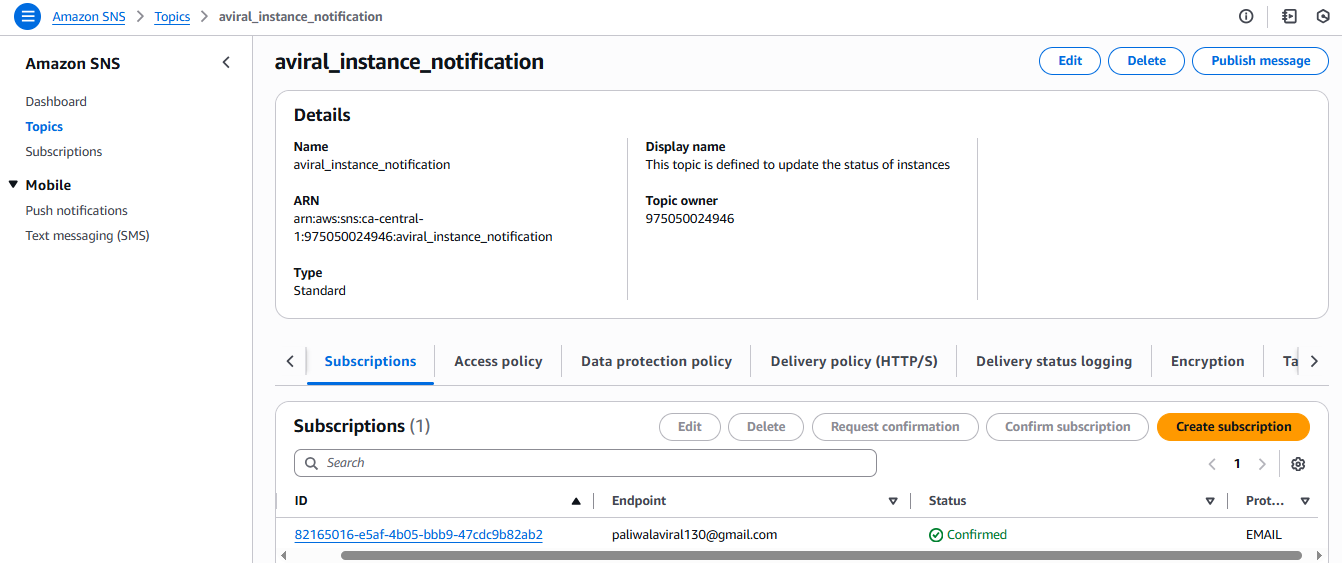 Amazon SNS > Topics > aviral_instance_notification
Amazon SNS
Dashboard
Topics
Subscriptions
Mobile
Push notifications
Text messaging (SMS)
aviral_instance_notification
Edit
Delete
Publish message
Details
Name
aviral_instance_notification
ARN
arn:aws:sns:ca-central-
1:975050024946:aviral_instance_notification
Type
Standard
Display name
This topic is defined to update the status of instances
Topic owner
975050024946
Subscriptions
Access policy
Data protection policy
Delivery policy (HTTP/S)
Delivery status logging
Encryption
Ta
Subscriptions (1)
Edit
Delete
Request confirmation
Confirm subscription
Create subscription
Search
1
ID
Endpoint
Status
Prot...
82165016-e5af-4b05-bbb9-47cdc9b82ab2
paliwalaviral130@gmail.com
Confirmed
EMAIL